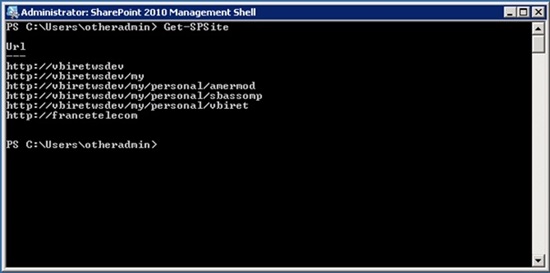 Administrator: SharePoint 2010 Management Shell
PS C:\Users\otheradmin> Get-SPSite
Url
---
http://vbiretwsdev
http://vbiretwsdev/my
http://vbiretwsdev/my/personal/amermod
http://vbiretwsdev/my/personal/sbassomp
http://vbiretwsdev/my/personal/vbiret
http://francetelecom
PS C:\Users\otheradmin>